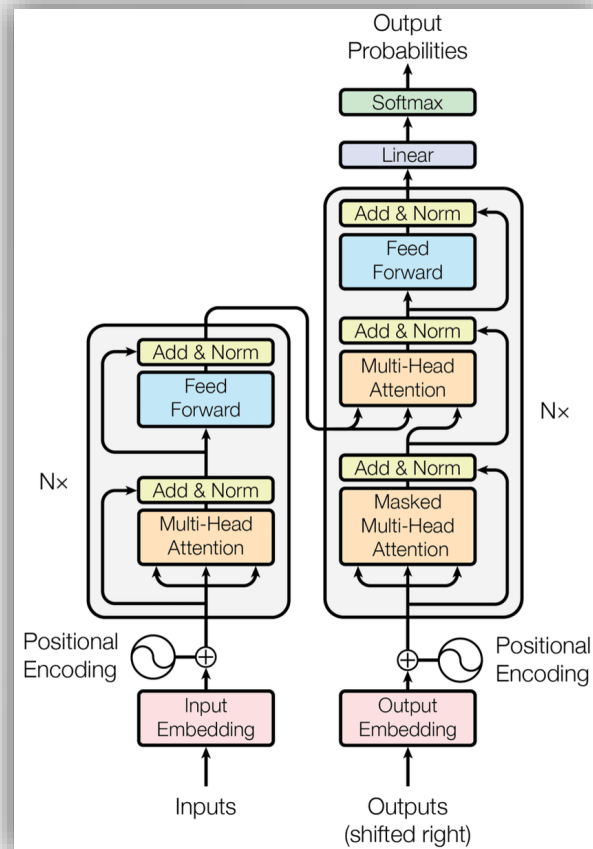 Output
Probabilities
Softmax
Linear
Add & Norm
Feed
Forward
Add & Norm
Multi-Head
Attention
Add & Norm
Masked
Multi-Head
Attention
N×
Add & Norm
Feed
Forward
Add & Norm
Multi-Head
Attention
N×
Positional
Encoding
Positional
Encoding
Input
Embedding
Output
Embedding
Inputs
Outputs
(shifted right)